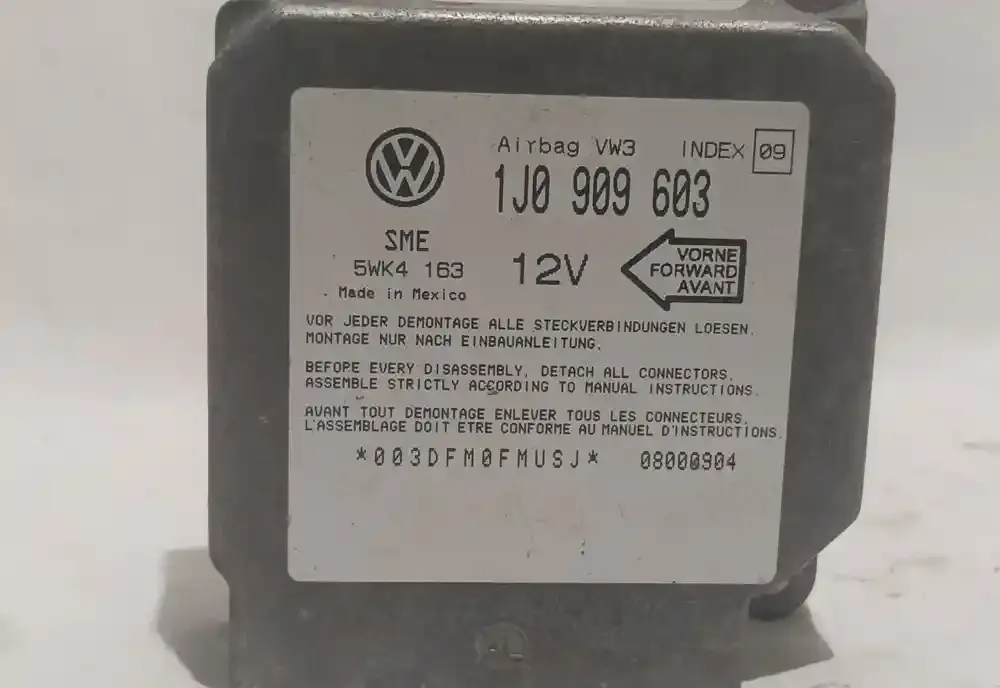 Airbag VW3 INDEX 09
1J0 909 603
SME
5WK4 163 12V
Made in Mexico
VORNE
FORWARD
AVANT
VOR JEDER DEMONTAGE ALLE STECKVERBINDUNGEN LOESEN.
MONTAGE NUR NACH EINBAUANLEITUNG.
BEFORE EVERY DISASSEMBLY, DETACH ALL CONNECTORS.
ASSEMBLE STRICTLY ACCORDING TO MANUAL INSTRUCTIONS.
AVANT TOUT DEMONTAGE ENLEVER TOUS LES CONNECTEURS.
L'ASSEMBLAGE DOIT ETRE CONFORME AU MANUEL D'INSTRUCTIONS.
*003DFM0FMUSJ* 08000904